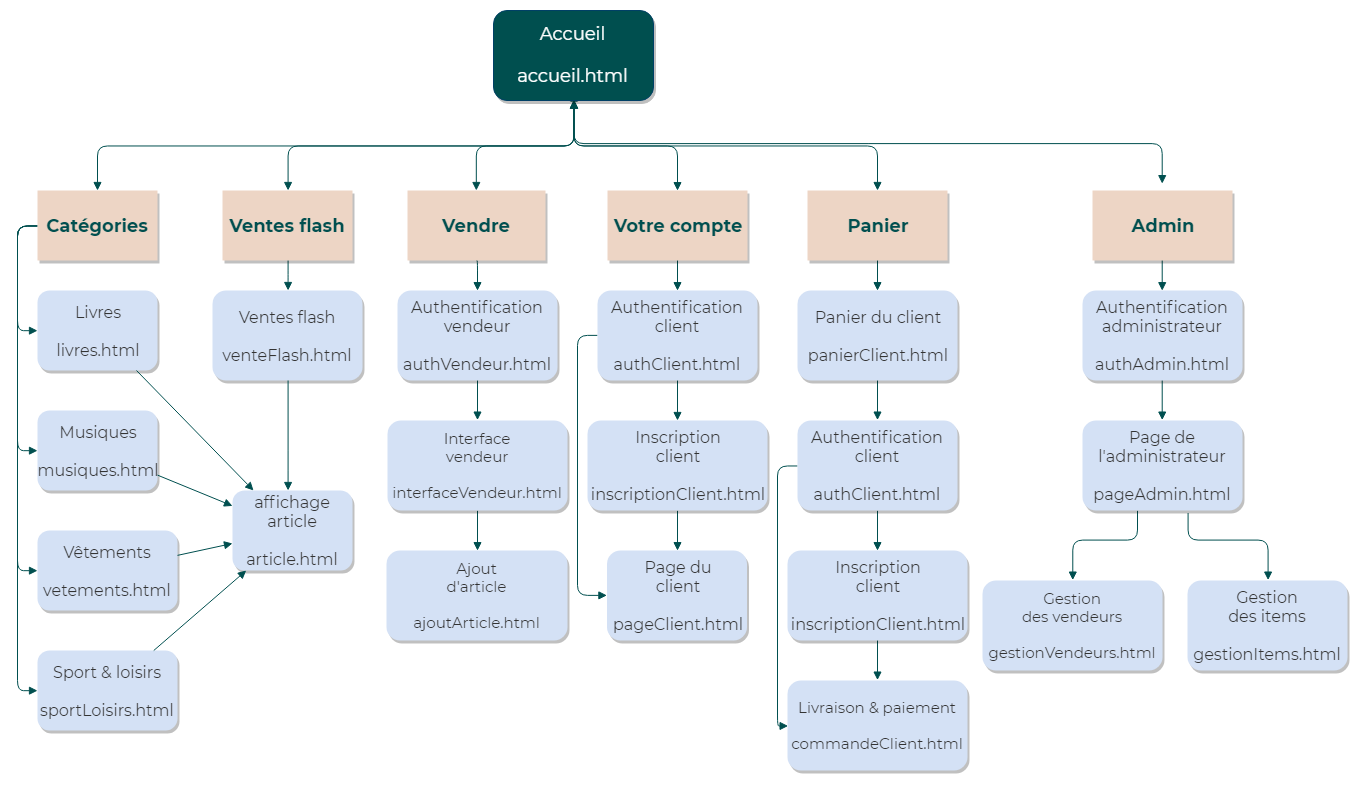 Accueil
accueil.html
Catégories
Ventes flash
Vendre
Votre compte
Panier
Admin
Livres
livres.html
Musiques
musiques.html
Vêtements
vetements.html
Sport & loisirs
sportLoisirs.html
Ventes flash
venteFlash.html
affichage
article
article.html
Authentification
vendeur
authVendeur.html
Interface
vendeur
interfaceVendeur.html
Ajout
d'article
ajoutArticle.html
Authentification
client
authClient.html
Inscription
client
inscriptionClient.html
Page du
client
pageClient.html
Panier du client
panierClient.html
Authentification
client
authClient.html
Inscription
client
inscriptionClient.html
Livraison & paiement
commandeClient.html
Authentification
administrateur
authAdmin.html
Page de
l'administrateur
pageAdmin.html
Gestion
des vendeurs
gestionVendeurs.html
Gestion
des items
gestionItems.html